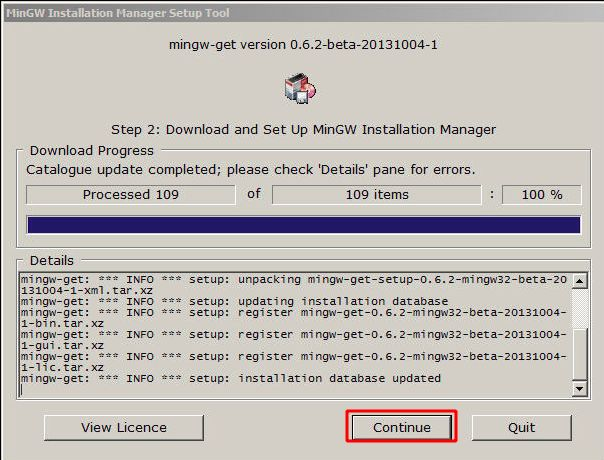 MinGW Installation Manager Setup Tool
mingw-get version 0.6.2-beta-20131004-1
Step 2: Download and Set Up MinGW Installation Manager
Download Progress
Catalogue update completed; please check 'Details' pane for errors.
Processed 109 of 109 items : 100 %
Details
mingw-get: *** INFO *** setup: unpacking mingw-get-setup-0.6.2-mingw32-beta-20
131004-1-xml.tar.xz
mingw-get: *** INFO *** setup: updating installation database
mingw-get: *** INFO *** setup: register mingw-get-0.6.2-mingw32-beta-20131004-
1-bin.tar.xz
mingw-get: *** INFO *** setup: register mingw-get-0.6.2-mingw32-beta-20131004-
1-gui.tar.xz
mingw-get: *** INFO *** setup: register mingw-get-0.6.2-mingw32-beta-20131004-
1-lic.tar.xz
mingw-get: *** INFO *** setup: installation database updated
View Licence Continue Quit